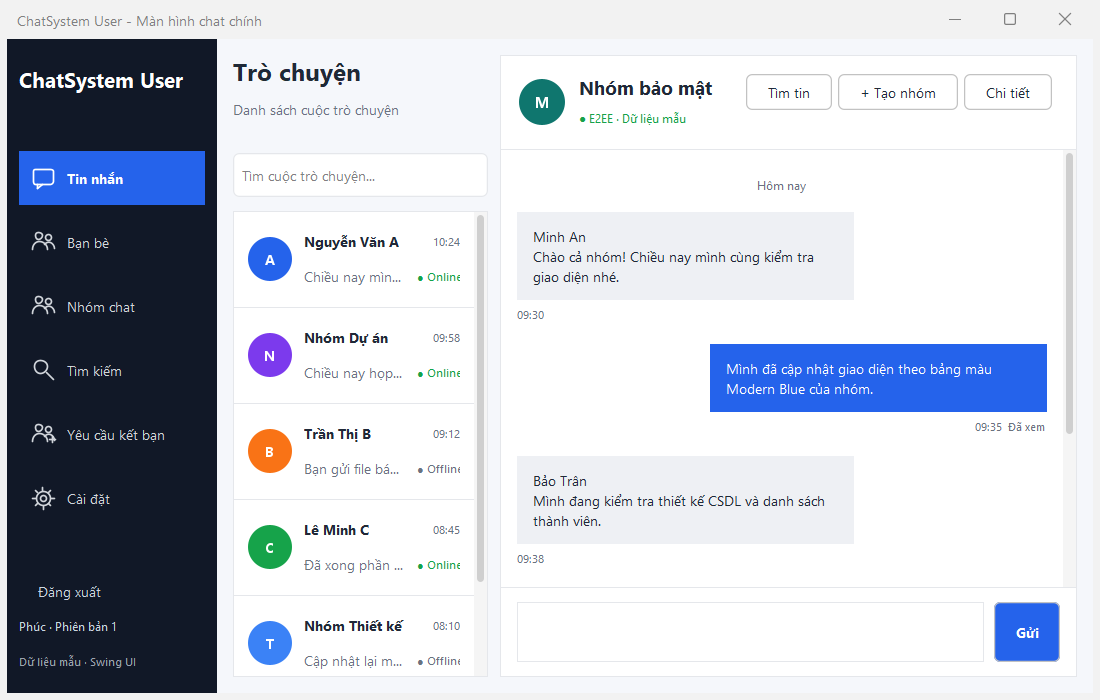 ChatSystem User - Màn hình chat chính
ChatSystem User
Tin nhắn
Bạn bè
Nhóm chat
Tìm kiếm
Yêu cầu kết bạn
Cài đặt
Đăng xuất
Phúc · Phiên bản 1
Dữ liệu mẫu · Swing UI
Trò chuyện
Danh sách cuộc trò chuyện
Tìm cuộc trò chuyện...
A
Nguyễn Văn A 10:24
Chiều nay mìn... ● Online
N
Nhóm Dự án 09:58
Chiều nay họp... ● Online
B
Trần Thị B 09:12
Bạn gửi file bá... ● Offline
C
Lê Minh C 08:45
Đã xong phần ... ● Online
T
Nhóm Thiết kế 08:10
Cập nhật lại m... ● Offline
M
Nhóm bảo mật
● E2EE · Dữ liệu mẫu
Tìm tin
+ Tạo nhóm
Chi tiết
Hôm nay
Minh An
Chào cả nhóm! Chiều nay mình cùng kiểm tra
giao diện nhé.
09:30
Mình đã cập nhật giao diện theo bảng màu
Modern Blue của nhóm.
09:35 Đã xem
Bảo Trân
Mình đang kiểm tra thiết kế CSDL và danh sách
thành viên.
09:38
Gửi